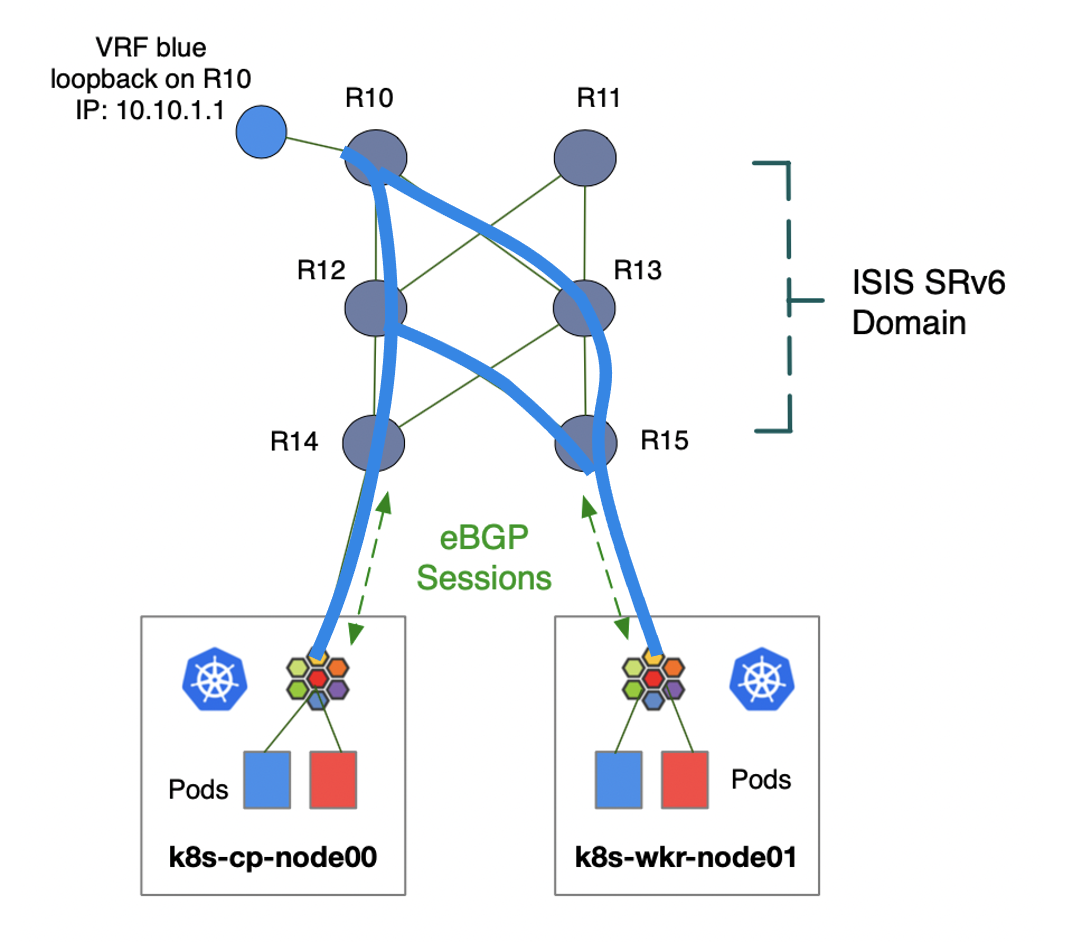 VRF blue
loopback on R10
IP: 10.10.1.1
R10
R11
R12
R13
ISIS SRv6
Domain
R14
R15
eBGP
Sessions
Pods
Pods
k8s-cp-node00
k8s-wkr-node01